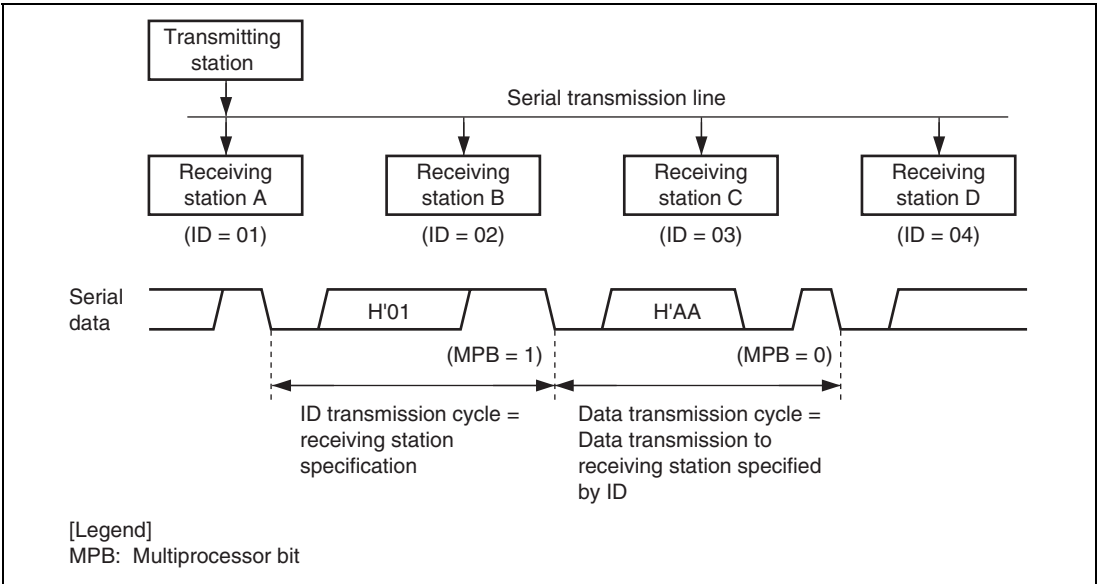 Transmitting
station
Serial transmission line
Receiving
station A
Receiving
station B
Receiving
station C
Receiving
station D
(ID = 01)
(ID = 02)
(ID = 03)
(ID = 04)
Serial
data
H'01
H'AA
(MPB = 1)
(MPB = 0)
ID transmission cycle =
receiving station
specification
Data transmission cycle =
Data transmission to
receiving station specified
by ID
[Legend]
MPB: Multiprocessor bit